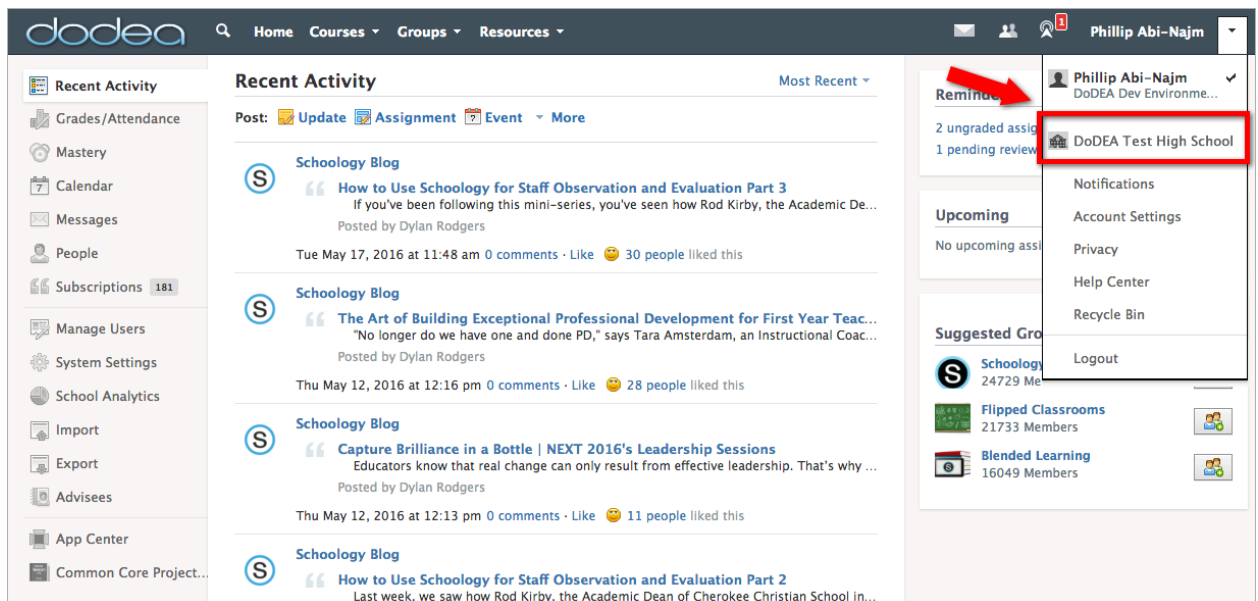 dodea Home Courses Groups Resources 1 Phillip Abi-Najm
Recent Activity
Grades/Attendance
Mastery
7 Calendar
Messages
People
Subscriptions 181
Manage Users
System Settings
School Analytics
Import
Export
Advisees
App Center
Common Core Project...
Recent Activity Most Recent
Post: Update Assignment 7 Event More
Schoology Blog
S
How to Use Schoology for Staff Observation and Evaluation Part 3
If you've been following this mini-series, you've seen how Rod Kirby, the Academic De...
Posted by Dylan Rodgers
Tue May 17, 2016 at 11:48 am 0 comments · Like 30 people liked this
Schoology Blog
S
The Art of Building Exceptional Professional Development for First Year Teac...
"No longer do we have one and done PD," says Tara Amsterdam, an Instructional Coac...
Posted by Dylan Rodgers
Thu May 12, 2016 at 12:16 pm 0 comments · Like 28 people liked this
Schoology Blog
S
Capture Brilliance in a Bottle | NEXT 2016's Leadership Sessions
Educators know that real change can only result from effective leadership. That's why ...
Posted by Dylan Rodgers
Thu May 12, 2016 at 12:13 pm 0 comments · Like 11 people liked this
Schoology Blog
S
How to Use Schoology for Staff Observation and Evaluation Part 2
Last week, we saw how Rod Kirby, the Academic Dean of Cherokee Christian School in...
Reminde
2 ungraded assig
1 pending review
Upcoming
No upcoming assi
Suggested Gro
S Schoology
24729 Me
Flipped Classrooms
21733 Members
Blended Learning
S 16049 Members
Phillip Abi-Najm
DoDEA Dev Environme...
DoDEA Test High School
Notifications
Account Settings
Privacy
Help Center
Recycle Bin
Logout